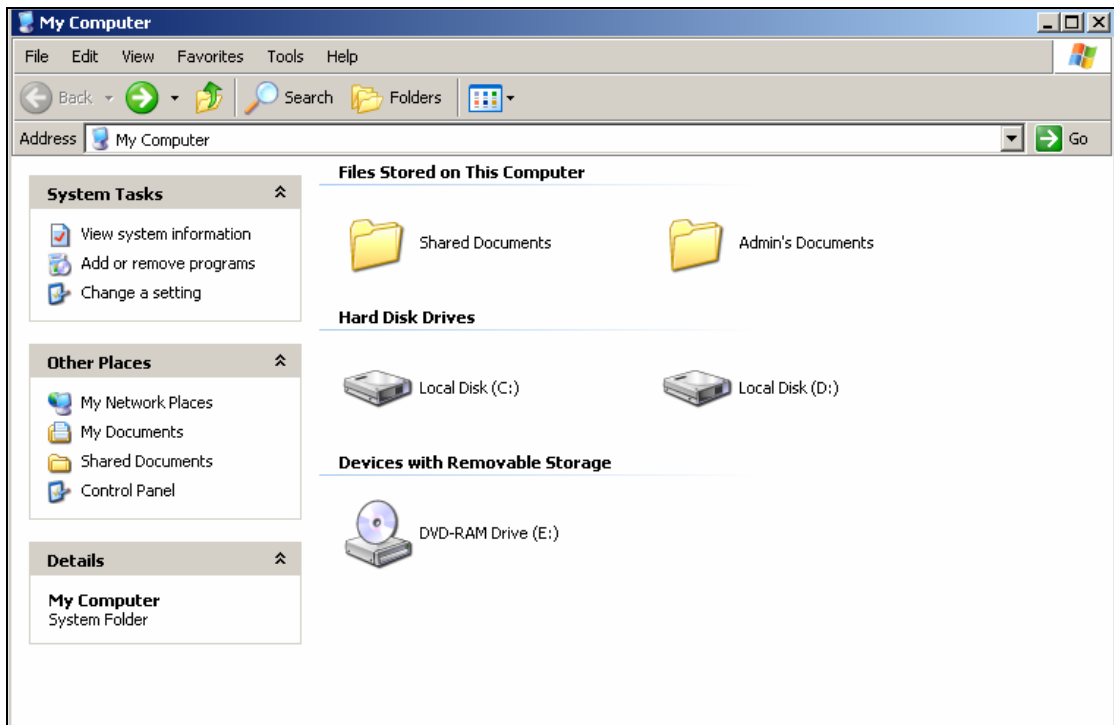 My Computer
File Edit View Favorites Tools Help
Back Search Folders
Address My Computer Go
System Tasks
View system information
Add or remove programs
Change a setting
Other Places
My Network Places
My Documents
Shared Documents
Control Panel
Details
My Computer
System Folder
Files Stored on This Computer
Shared Documents Admin's Documents
Hard Disk Drives
Local Disk (C:) Local Disk (D:)
Devices with Removable Storage
DVD-RAM Drive (E:)